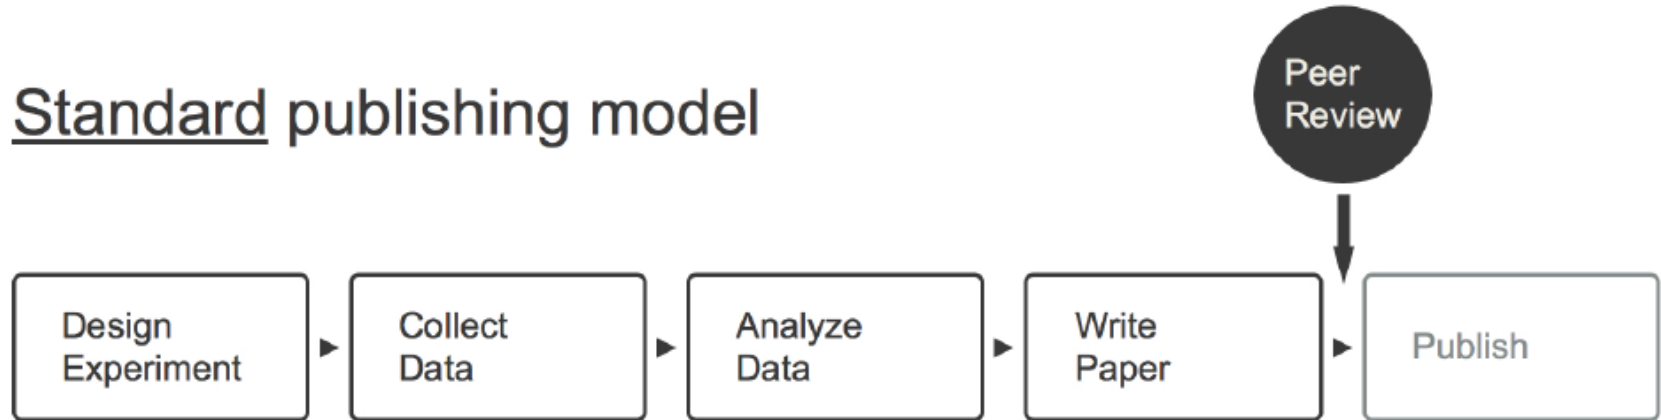 Standard publishing model
Peer
Review
Design
Experiment
Collect
Data
Analyze
Data
Write
Paper
Publish